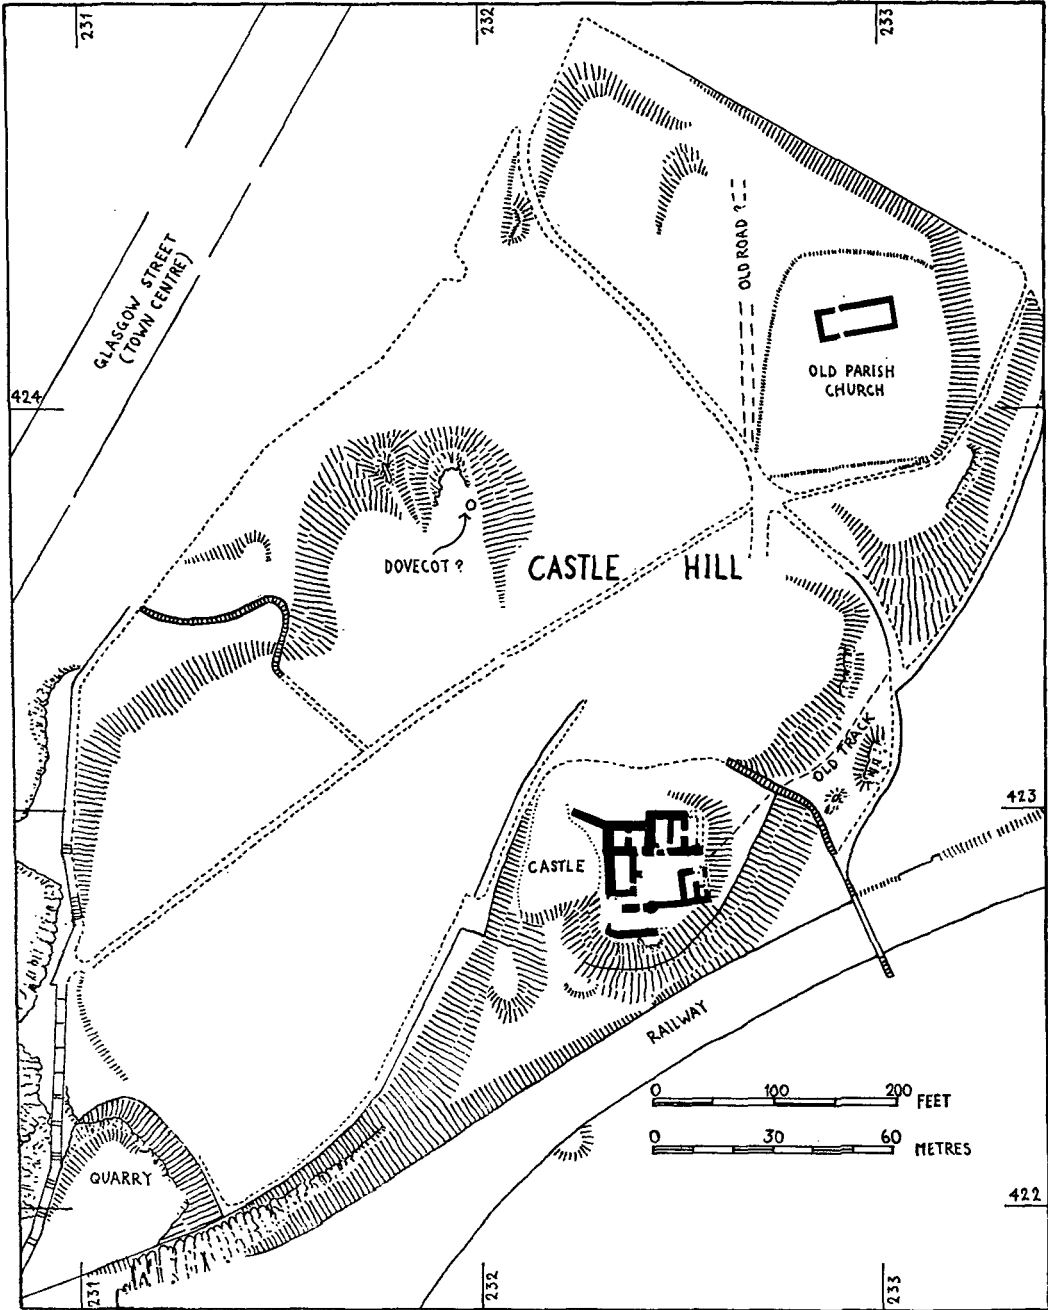 231
232
233
GLASGOW STREET
(TOWN CENTRE)
OLD ROAD ?
OLD PARISH
CHURCH
424
DOVECOT ?
CASTLE HILL
OLD TRACK
423
CASTLE
RAILWAY
0 100 200 FEET
0 30 60 METRES
QUARRY
422
231
232
233